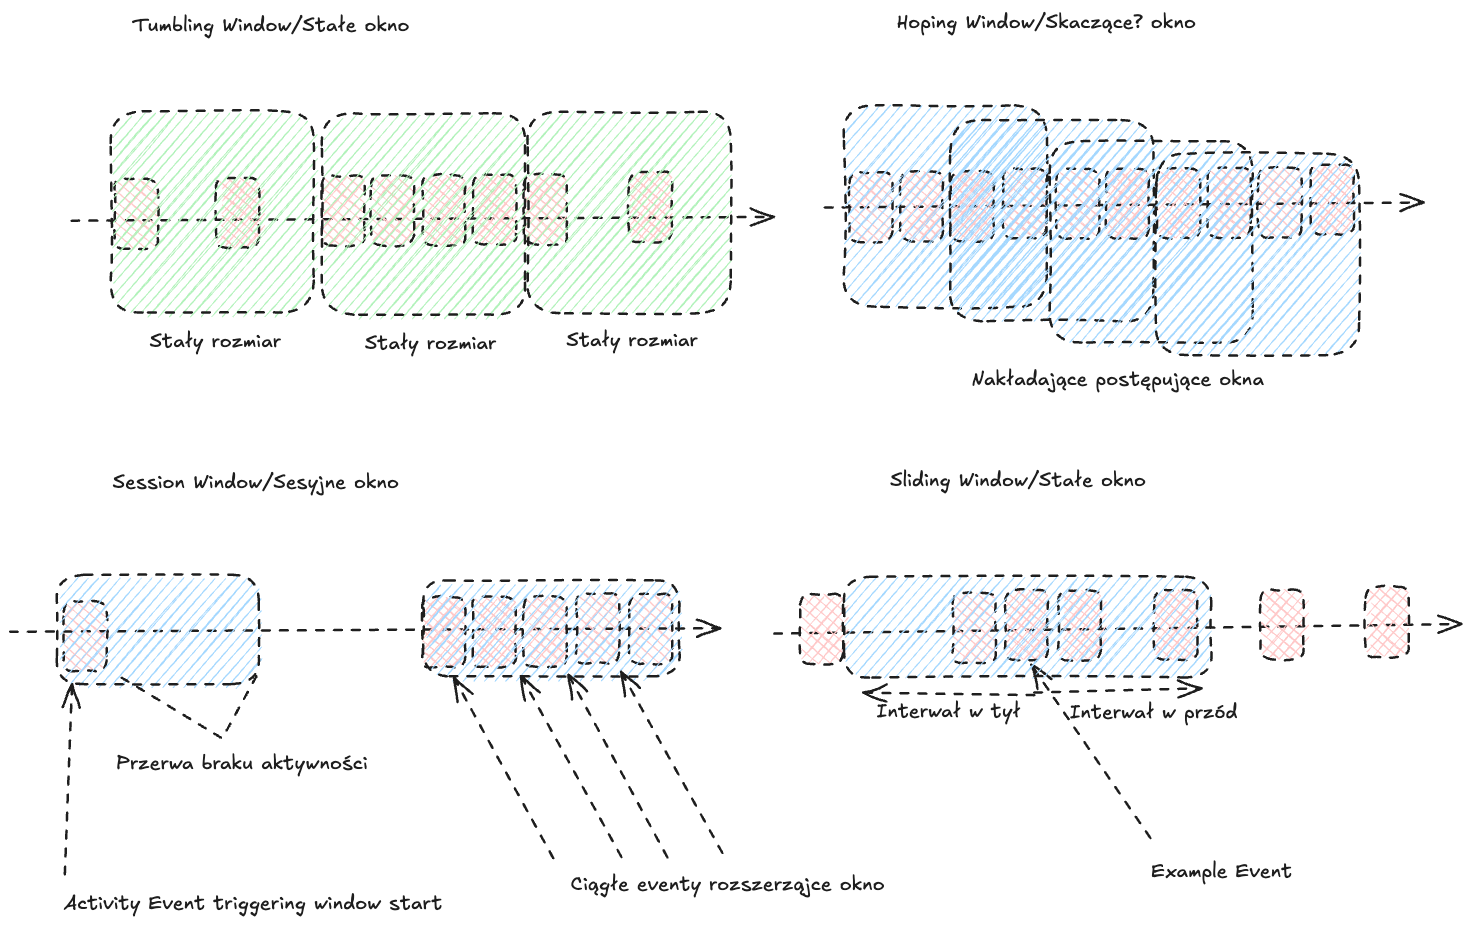 Tumbling Window/Stałe okno
Hoping Window/Skaczące? okno
Stały rozmiar
Stały rozmiar
Stały rozmiar
Nakładające postępujące okna
Session Window/Sesyjne okno
Sliding Window/Stałe okno
Interwał w tył
Interwał w przód
Przerwa braku aktywności
Example Event
Ciągłe eventy rozszerzajce okno
Activity Event triggering window start